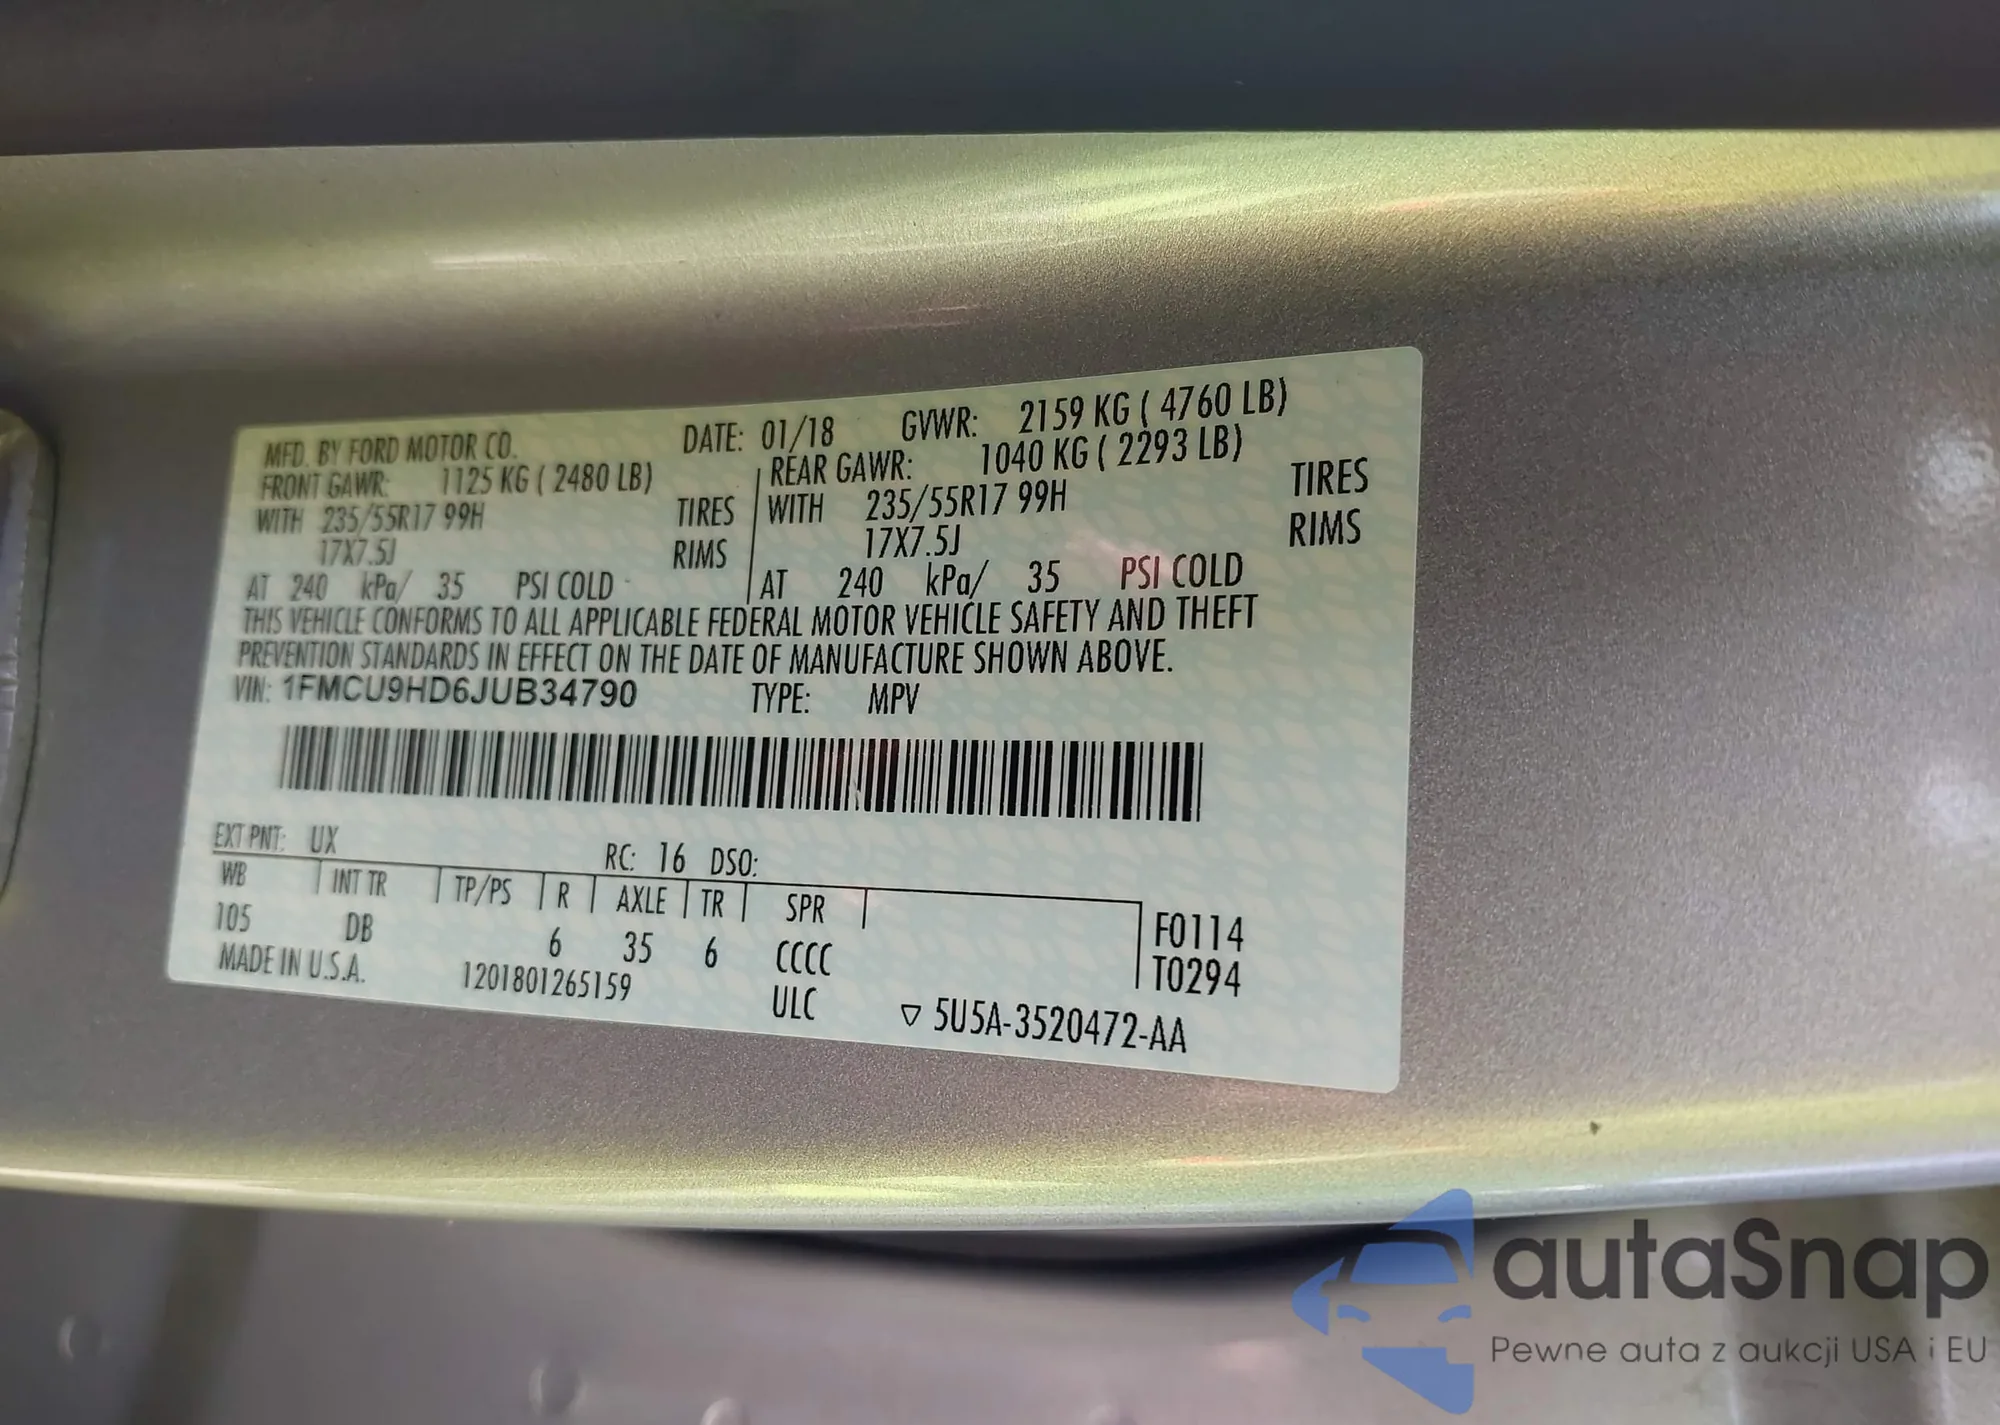 MFD. BY FORD MOTOR CO. DATE: 01/18 GVWR: 2159 KG ( 4760 LB)
FRONT GAWR: 1125 KG ( 2480 LB) REAR GAWR: 1040 KG ( 2293 LB)
WITH 235/55R17 99H TIRES WITH 235/55R17 99H TIRES
17X7.5J RIMS 17X7.5J RIMS
AT 240 kPa/ 35 PSI COLD AT 240 kPa/ 35 PSI COLD
THIS VEHICLE CONFORMS TO ALL APPLICABLE FEDERAL MOTOR VEHICLE SAFETY AND THEFT
PREVENTION STANDARDS IN EFFECT ON THE DATE OF MANUFACTURE SHOWN ABOVE.
VIN: 1FMCU9HD6JUB34790 TYPE: MPV
EXT PNT: UX RC: 16 DSO:
WB INT TR TP/PS R AXLE TR SPR F0114
105 DB 6 35 6 CCCC T0294
MADE IN U.S.A. 1201801265159 ULC ▽ 5U5A-3520472-AA
autaSnap
Pewne auta z aukcji USA i EU